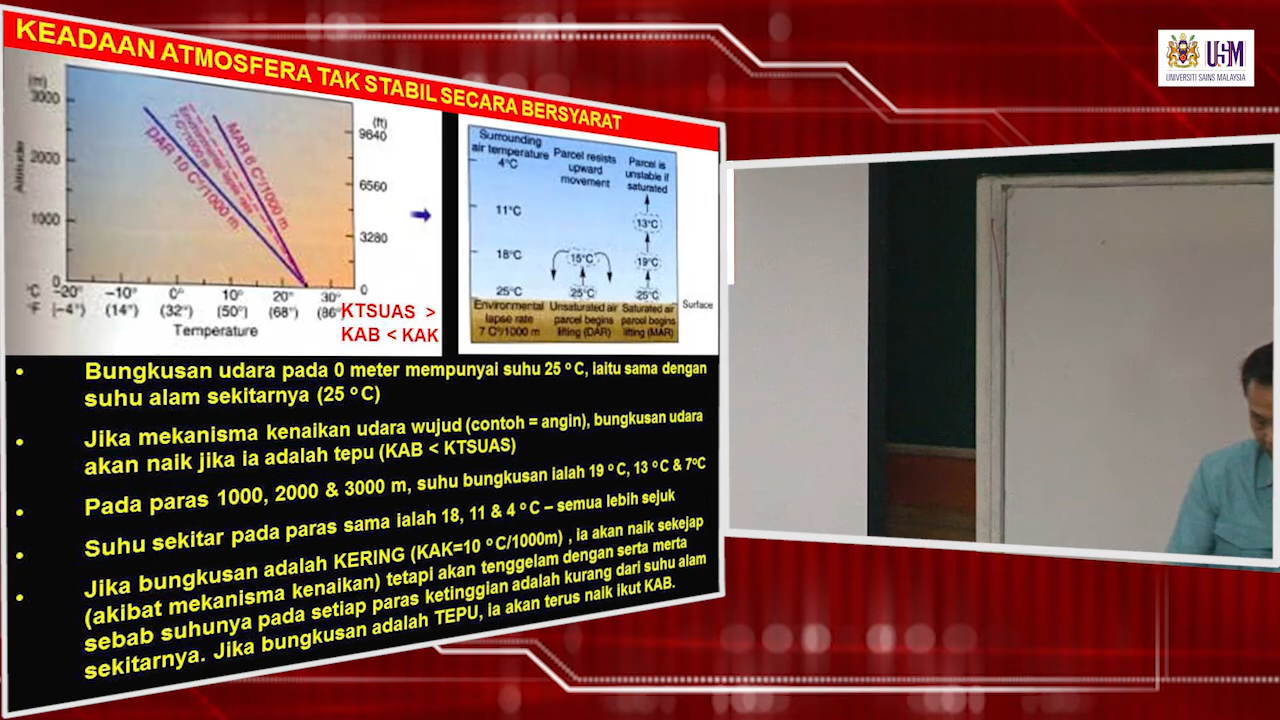 KEADAAN ATMOSFERA TAK STABIL SECARA BERSYARAT
USM
UNIVERSITI SAINS MALAYSIA
(m)
3000
2000
1000
0
Altitude
DAR 10 C°/1000 m
Environmental lapse rate
7 C°/1000 m
MAR 6 C°/1000 m
(ft)
9640
6560
3280
0
°C -20° -10° 0° 10° 20° 30°
°F (-4°) (14°) (32°) (50°) (68°) (86°
Temperature
KTSUAS >
KAB < KAK
Surrounding
air temperature
4°C
11°C
18°C
25°C
Environmental
lapse rate
7 C°/1000 m
Parcel resists
upward
movement
15°C
25°C
Unsaturated air
parcel begins
lifting (DAR)
Parcel is
unstable if
saturated
13°C
19°C
25°C
Saturated air
parcel begins
lifting (MAR)
Surface
• Bungkusan udara pada 0 meter mempunyai suhu 25 ° C, iaitu sama dengan
suhu alam sekitarnya (25 ° C)
• Jika mekanisma kenaikan udara wujud (contoh = angin), bungkusan udara
akan naik jika ia adalah tepu (KAB < KTSUAS)
• Pada paras 1000, 2000 & 3000 m, suhu bungkusan ialah 19 ° C, 13 ° C & 7°C
• Suhu sekitar pada paras sama ialah 18, 11 & 4 ° C – semua lebih sejuk
• Jika bungkusan adalah KERING (KAK=10 ° C/1000m) , ia akan naik sekejap
(akibat mekanisma kenaikan) tetapi akan tenggelam dengan serta merta
sebab suhunya pada setiap paras ketinggian adalah kurang dari suhu alam
sekitarnya. Jika bungkusan adalah TEPU, ia akan terus naik ikut KAB.